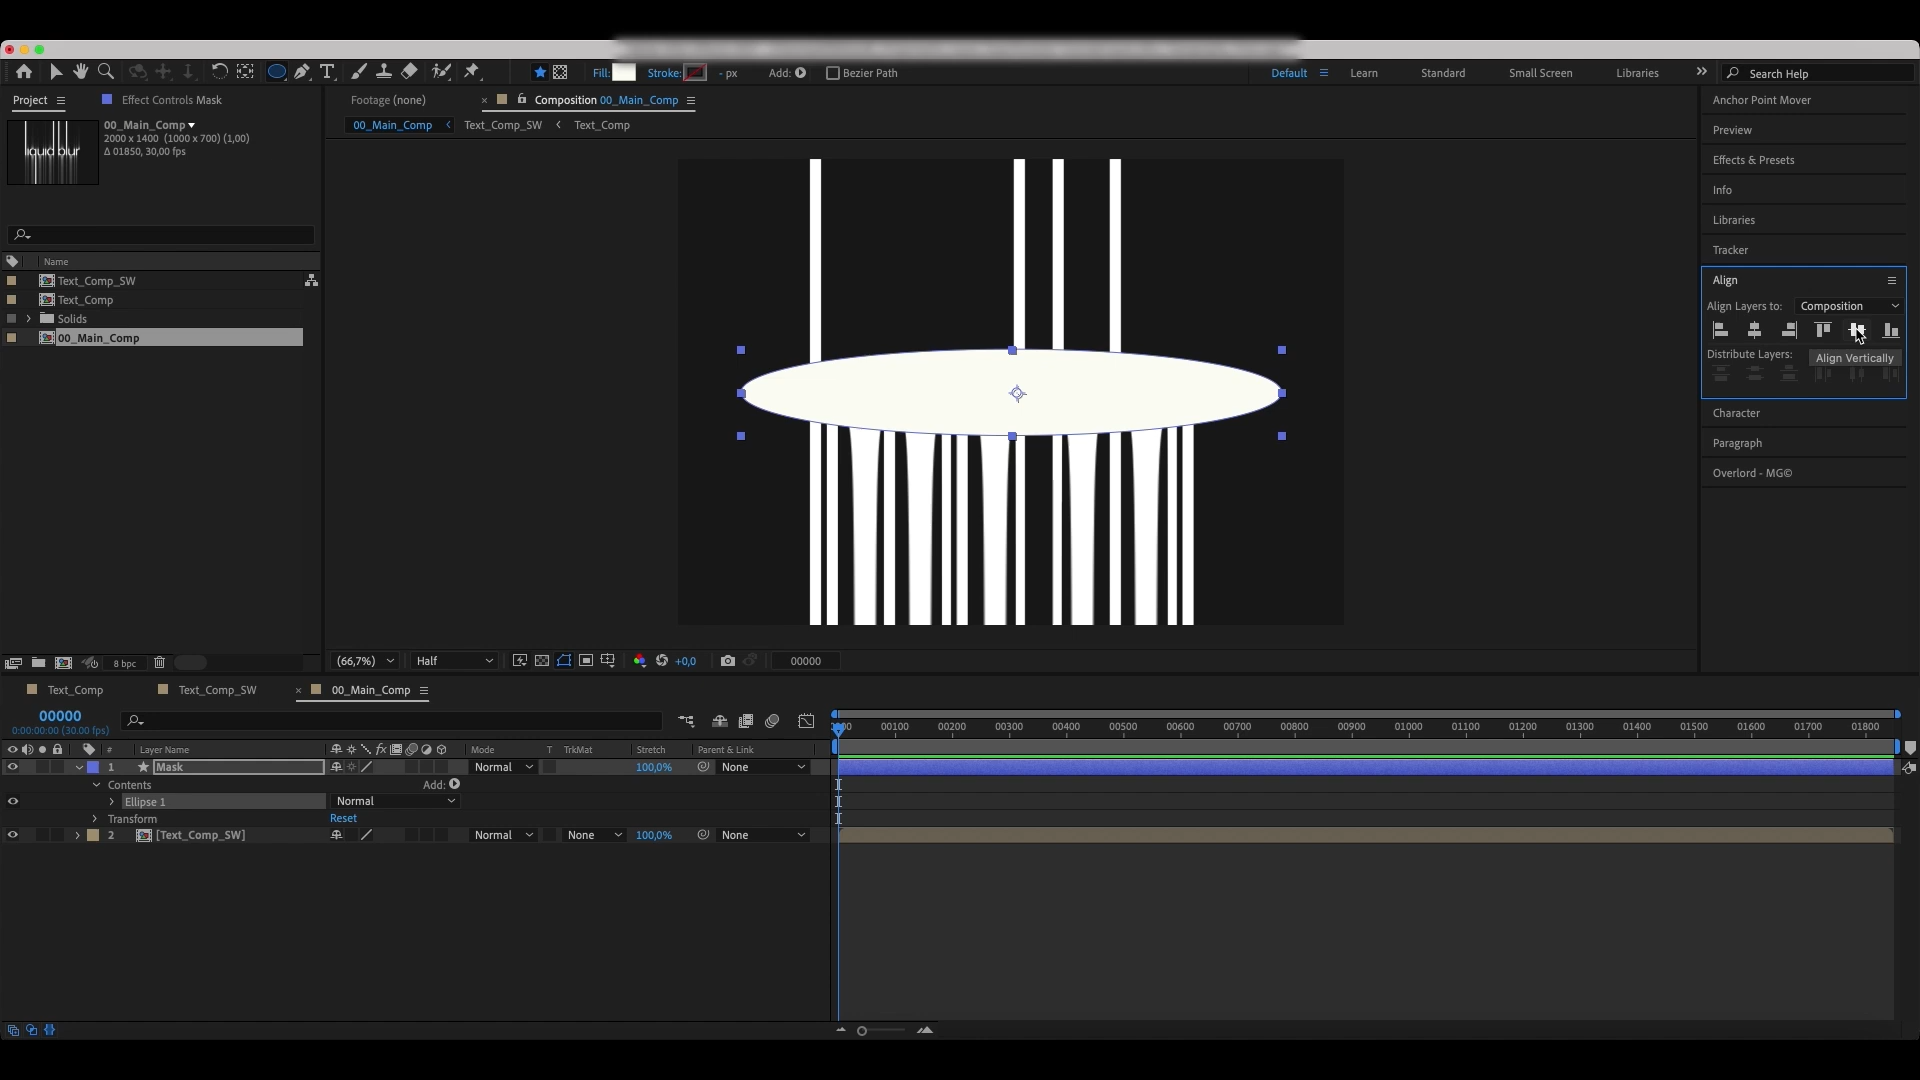 Fill:
Stroke:
- px
Add:
Bezier Path
Default
Learn
Standard
Small Screen
Libraries
Search Help
Project
Effect Controls Mask
00_Main_Comp
2000 x 1400 (1000 x 700) (1,00)
Δ 01850, 30,00 fps
liquid blur
Name
Text_Comp_SW
Text_Comp
Solids
00_Main_Comp
8 bpc
Footage (none)
Composition 00_Main_Comp
00_Main_Comp
Text_Comp_SW
Text_Comp
(66,7%)
Half
+0,0
00000
Anchor Point Mover
Preview
Effects & Presets
Info
Libraries
Tracker
Align
Align Layers to: Composition
Distribute Layers:
Align Vertically
Character
Paragraph
Overlord - MG©
Text_Comp
Text_Comp_SW
00_Main_Comp
00000
0:00:00:00 (30.00 fps)
# Layer Name fx Mode T TrkMat Stretch Parent & Link
1 Mask Normal 100,0% None
Contents Add:
Ellipse 1 Normal
Transform Reset
2 [Text_Comp_SW] Normal None 100,0% None
00100 00200 00300 00400 00500 00600 00700 00800 00900 01000 01100 01200 01300 01400 01500 01600 01700 01800